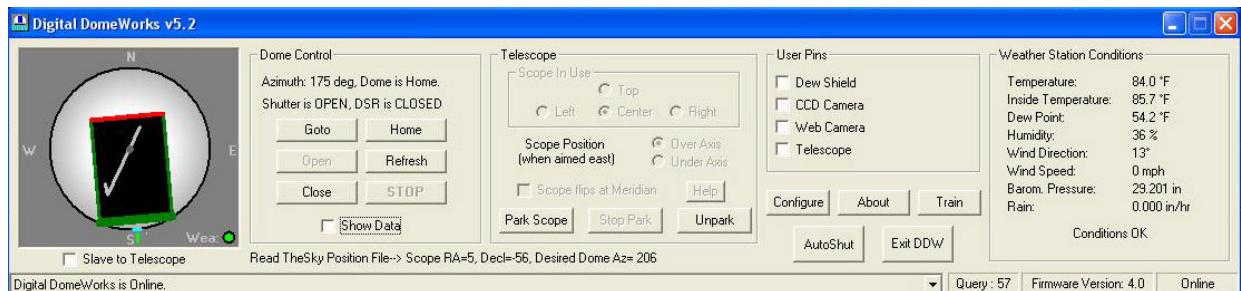 Digital DomeWorks v5.2
N
W
E
S
Wea:
Slave to Telescope
Dome Control
Azimuth: 175 deg, Dome is Home.
Shutter is OPEN, DSR is CLOSED
Goto
Home
Open
Refresh
Close
STOP
Show Data
Telescope
Scope In Use
Top
Left
Center
Right
Scope Position
(when aimed east)
Over Axis
Under Axis
Scope flips at Meridian
Help
Park Scope
Stop Park
Unpark
User Pins
Dew Shield
CCD Camera
Web Camera
Telescope
Configure
About
Train
AutoShut
Exit DDW
Weather Station Conditions
Temperature: 84.0 °F
Inside Temperature: 85.7 °F
Dew Point: 54.2 °F
Humidity: 36 %
Wind Direction: 13°
Wind Speed: 0 mph
Barom. Pressure: 29.201 in
Rain: 0.000 in/hr
Conditions OK
Read TheSky Position File--> Scope RA=5, Decl=-56, Desired Dome Az= 206
Digital DomeWorks is Online.
Query : 57
Firmware Version: 4.0
Online